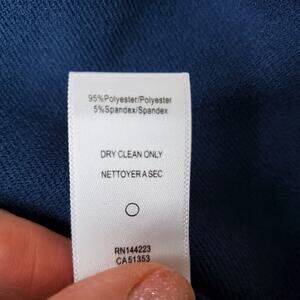 95%Polyester/Polyester
5%Spandex/Spandex
DRY CLEAN ONLY
NETTOYER A SEC
RN144223
CA51353